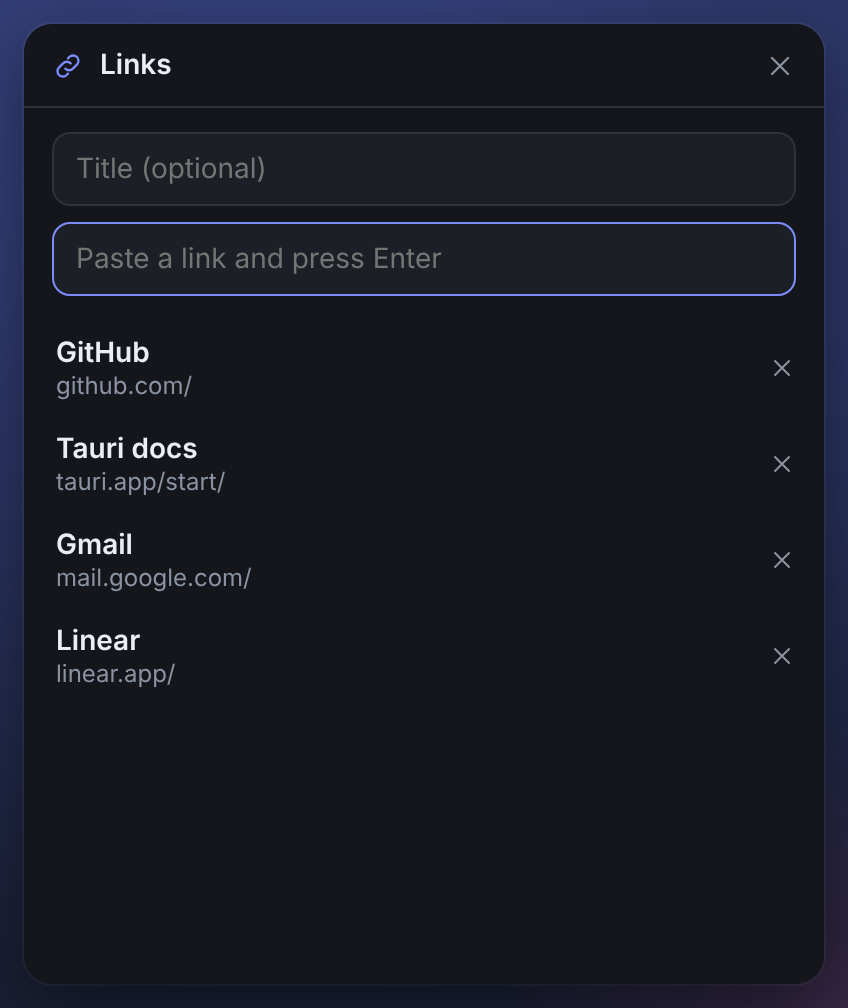 Links
Title (optional)
Paste a link and press Enter
GitHub
github.com/
Tauri docs
tauri.app/start/
Gmail
mail.google.com/
Linear
linear.app/